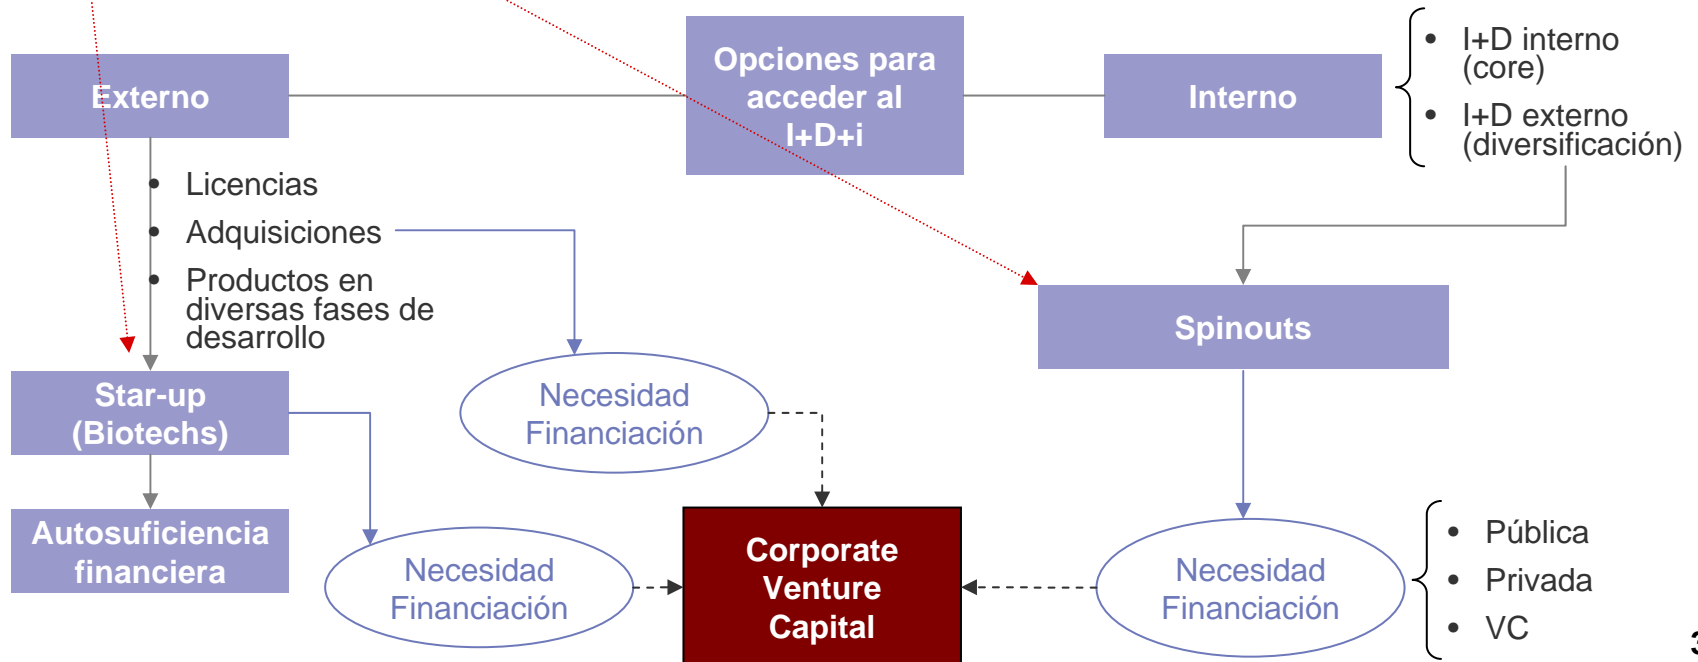 Externo
Opciones para
acceder al
I+D+i
Interno
• I+D interno
(core)
• I+D externo
(diversificación)
• Licencias
• Adquisiciones
• Productos en
diversas fases de
desarrollo
Spinouts
Star-up
(Biotechs)
Necesidad
Financiación
Autosuficiencia
financiera
Necesidad
Financiación
Corporate
Venture
Capital
Necesidad
Financiación
• Pública
• Privada
• VC